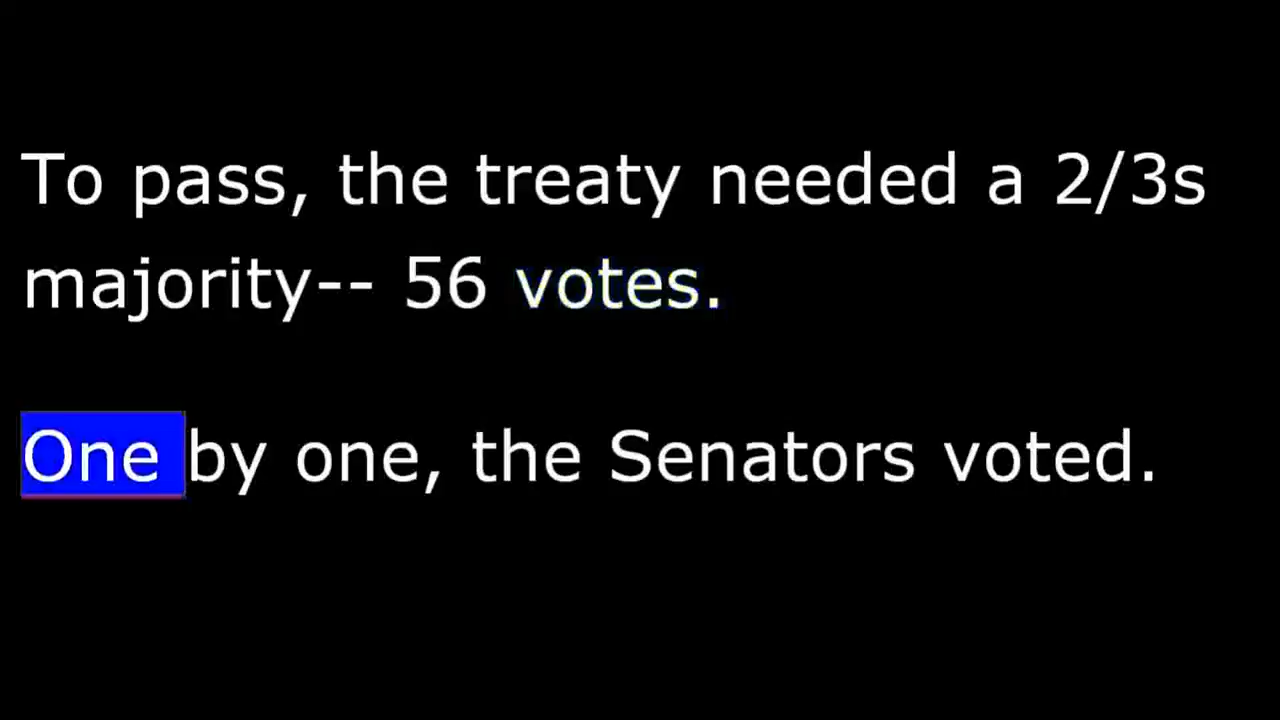 To pass, the treaty needed a 2/3s
majority-- 56 votes.
One by one, the Senators voted.